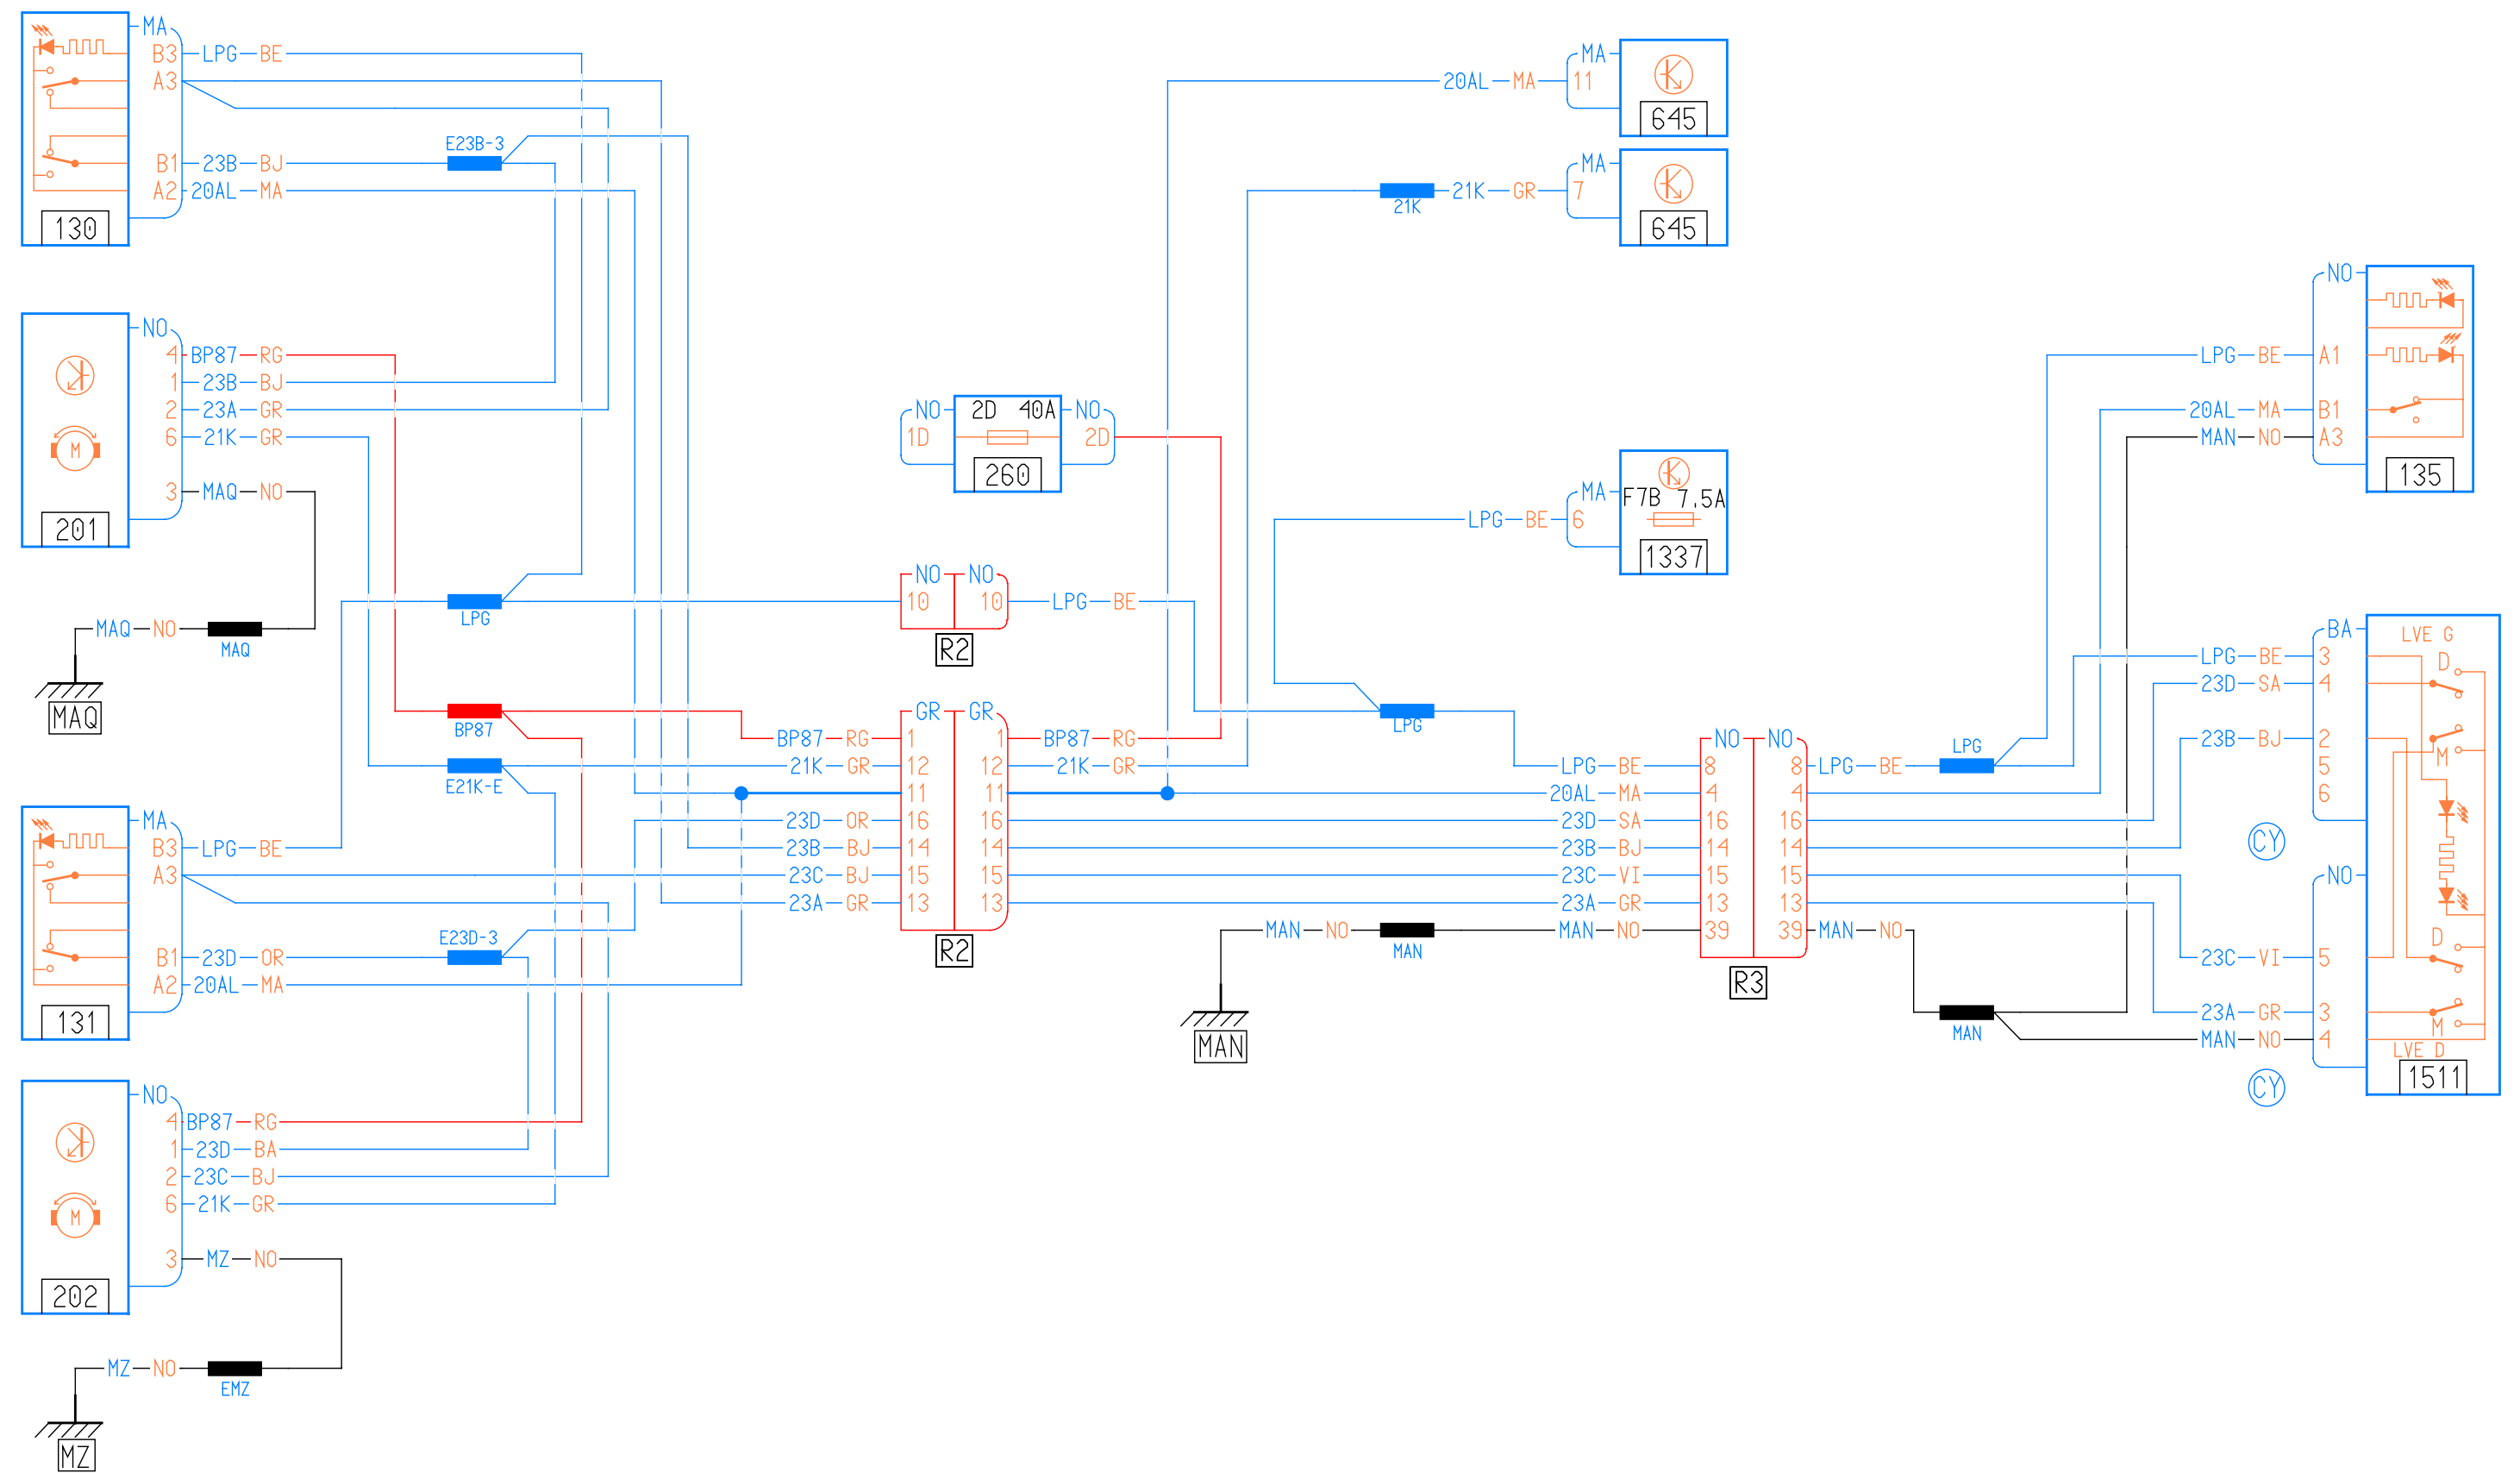 MA
B3 LPG BE
A3
B1 23B BJ
A2 20AL MA
130
E23B-3
NO
4 BP87 RG
1 23B BJ
2 23A GR
6 21K GR
M
3 MAQ NO
201
MAQ NO
MAQ
MAQ
LPG
BP87
E21K-E
MA
B3 LPG BE
A3
B1 23D OR
A2 20AL MA
131
E23D-3
NO
4 BP87 RG
1 23D BA
2 23C BJ
6 21K GR
M
3 MZ NO
202
MZ NO
EMZ
MZ
NO 2D 40A NO
1D 2D
260
NO NO
10 10 LPG BE
R2
GR GR
BP87 RG 1 1 BP87 RG
21K GR 12 12 21K GR
11 11
23D OR 16 16
23B BJ 14 14
23C BJ 15 15
23A GR 13 13
R2
20AL MA 11 MA
645
21K
21K GR 7 MA
645
LPG BE 6 MA
F7B 7,5A
1337
LPG
NO NO
LPG BE 8 8 LPG BE
20AL MA 4 4
23D SA 16 16
23B BJ 14 14
23C VI 15 15
23A GR 13 13
MAN NO MAN NO 39 39 MAN NO
MAN
MAN
R3
LPG
MAN
NO
LPG BE A1
20AL MA B1
MAN NO A3
135
BA LVE G
LPG BE 3 D
23D SA 4
23B BJ 2
5 M
6
CY
NO
D
23C VI 5
23A GR 3
M
MAN NO 4
LVE D
1511
CY